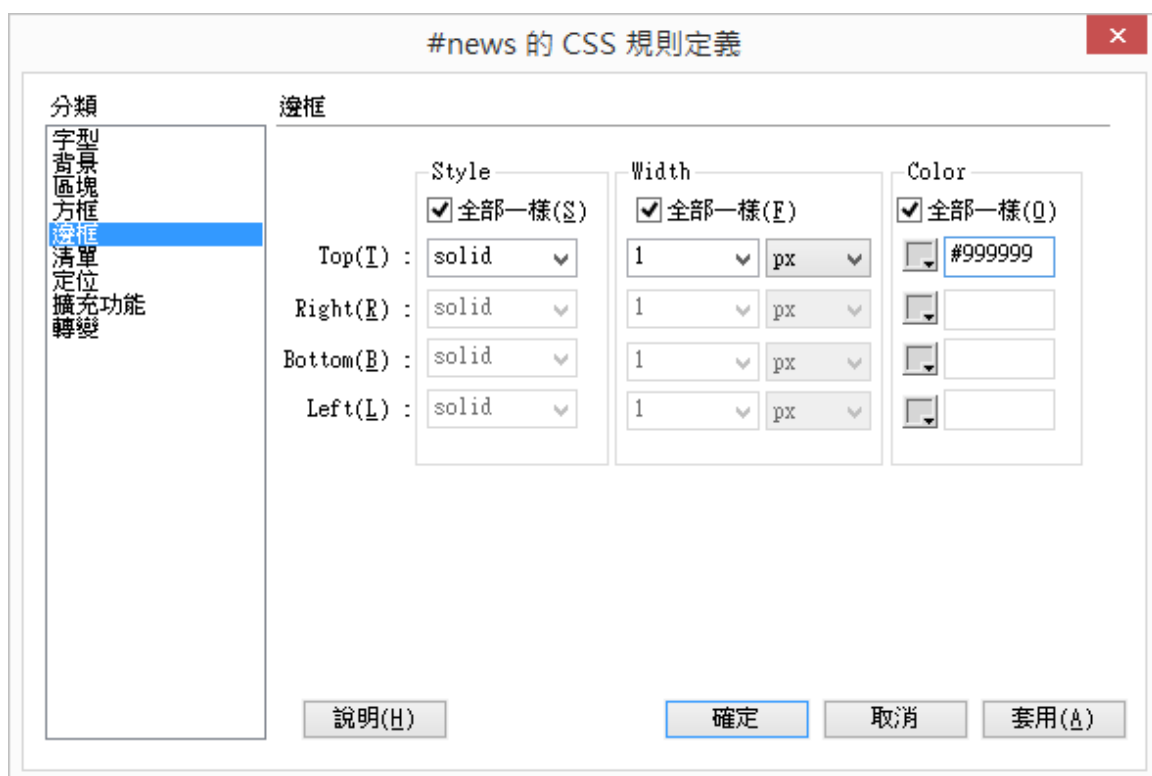 #news 的 CSS 規則定義
分類
字型
背景
區塊
方框
邊框
清單
定位
擴充功能
轉變
邊框
Style Width Color
全部一樣(S) 全部一樣(F) 全部一樣(O)
Top(T) : solid 1 px #999999
Right(R) : solid 1 px
Bottom(B) : solid 1 px
Left(L) : solid 1 px
說明(H) 確定 取消 套用(A)